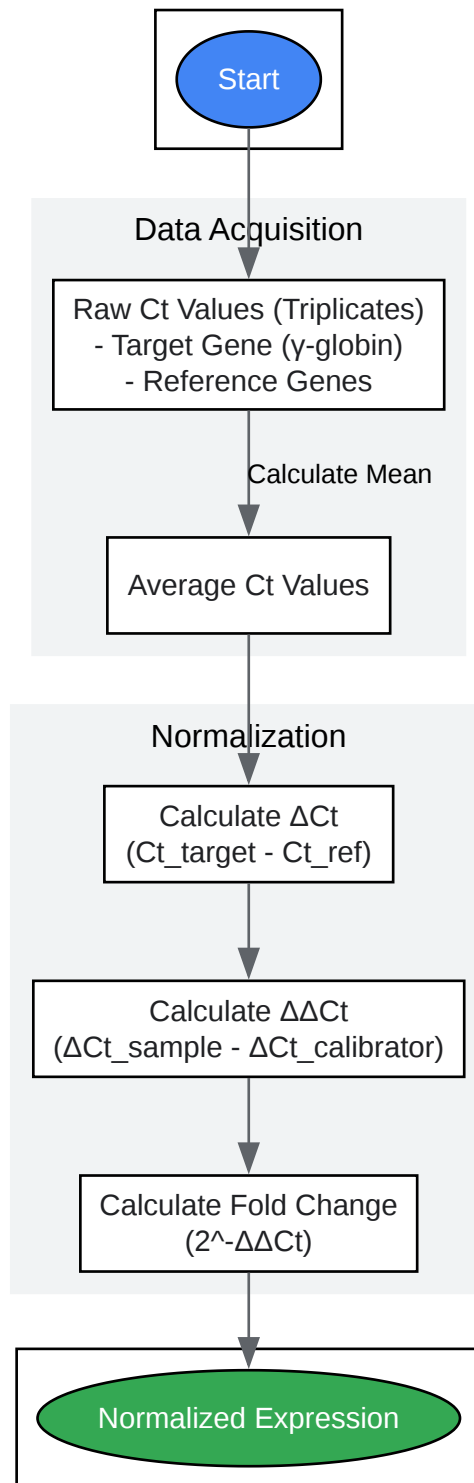 Start
Data Acquisition
Raw Ct Values (Triplicates)
- Target Gene (γ-globin)
- Reference Genes
Calculate Mean
Average Ct Values
Normalization
Calculate ΔCt
(Ct_target - Ct_ref)
Calculate ΔΔCt
(ΔCt_sample - ΔCt_calibrator)
Calculate Fold Change
(2^-ΔΔCt)
Normalized Expression